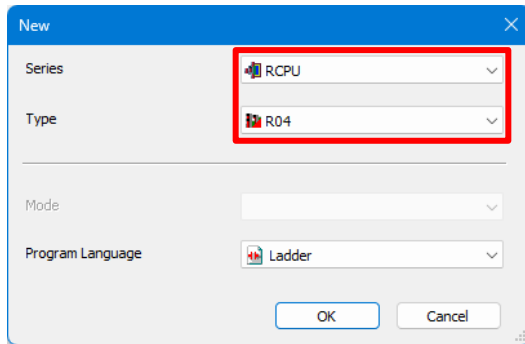 New
Series RCPU
Type R04
Mode
Program Language Ladder
OK Cancel